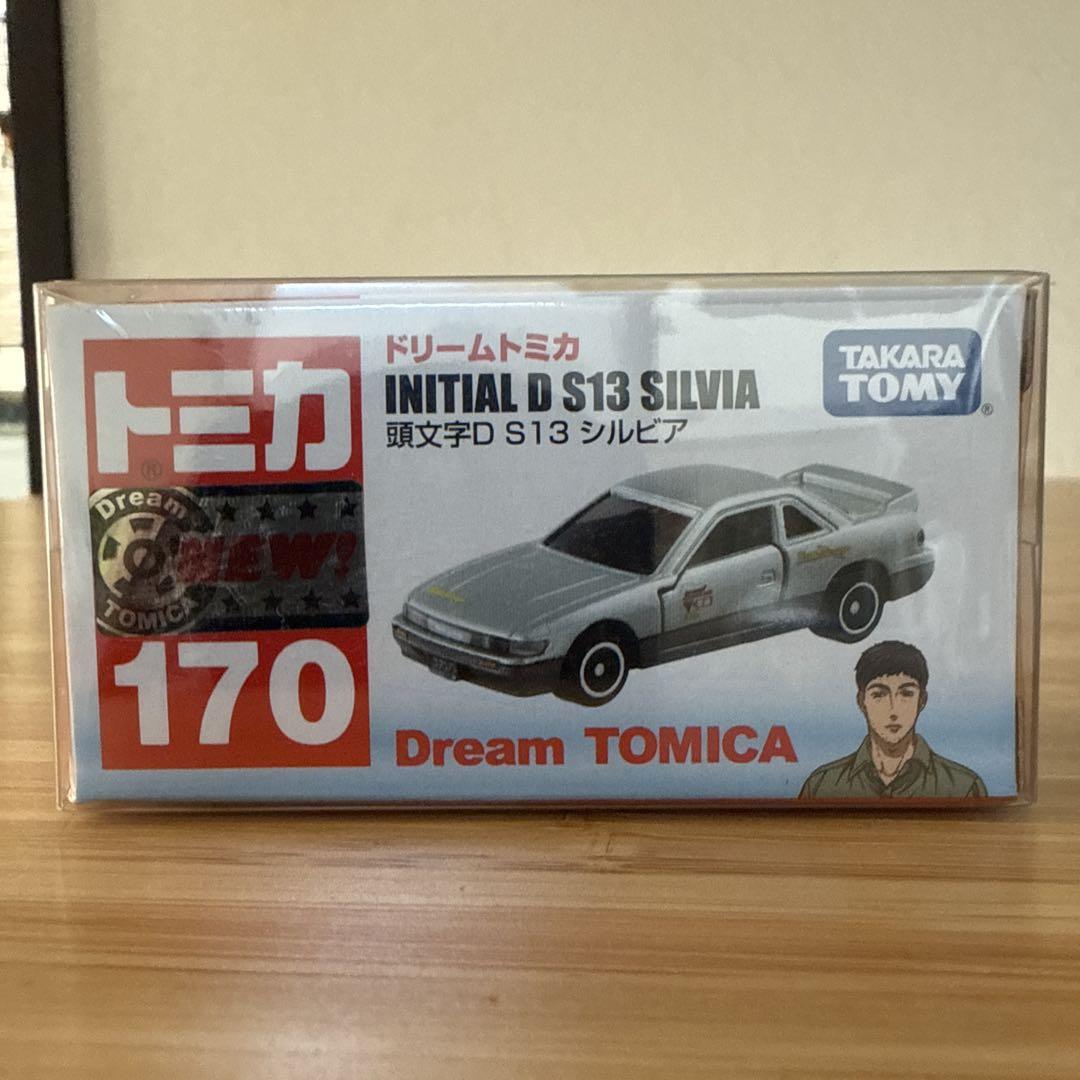 トミカ
®
Dream
TOMICA
NEW!
170
ドリームトミカ
INITIAL D S13 SILVIA
頭文字D S13 シルビア
TAKARA
TOMY
®
Dream TOMICA